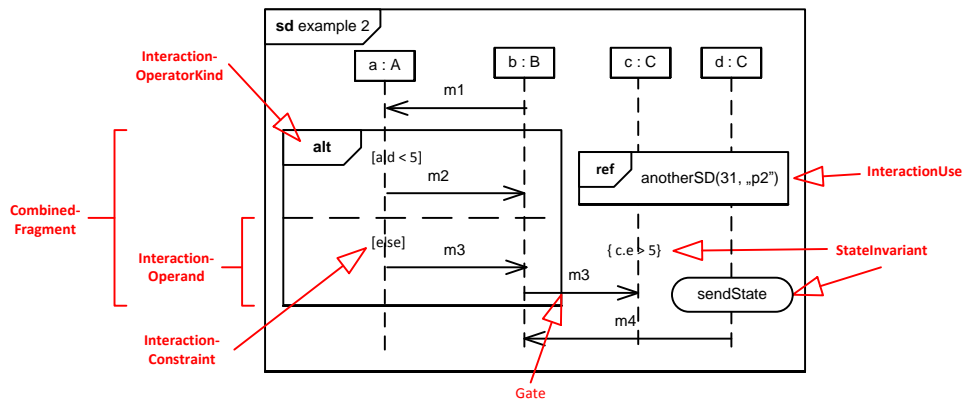 sd example 2
Interaction-
OperatorKind
a : A
b : B
c : C
d : C
m1
alt
[a.d < 5]
ref
anotherSD(31, „p2”)
InteractionUse
m2
Combined-
Fragment
Interaction-
Operand
[else]
m3
{ c.e > 5}
StateInvariant
m3
sendState
m4
Interaction-
Constraint
Gate